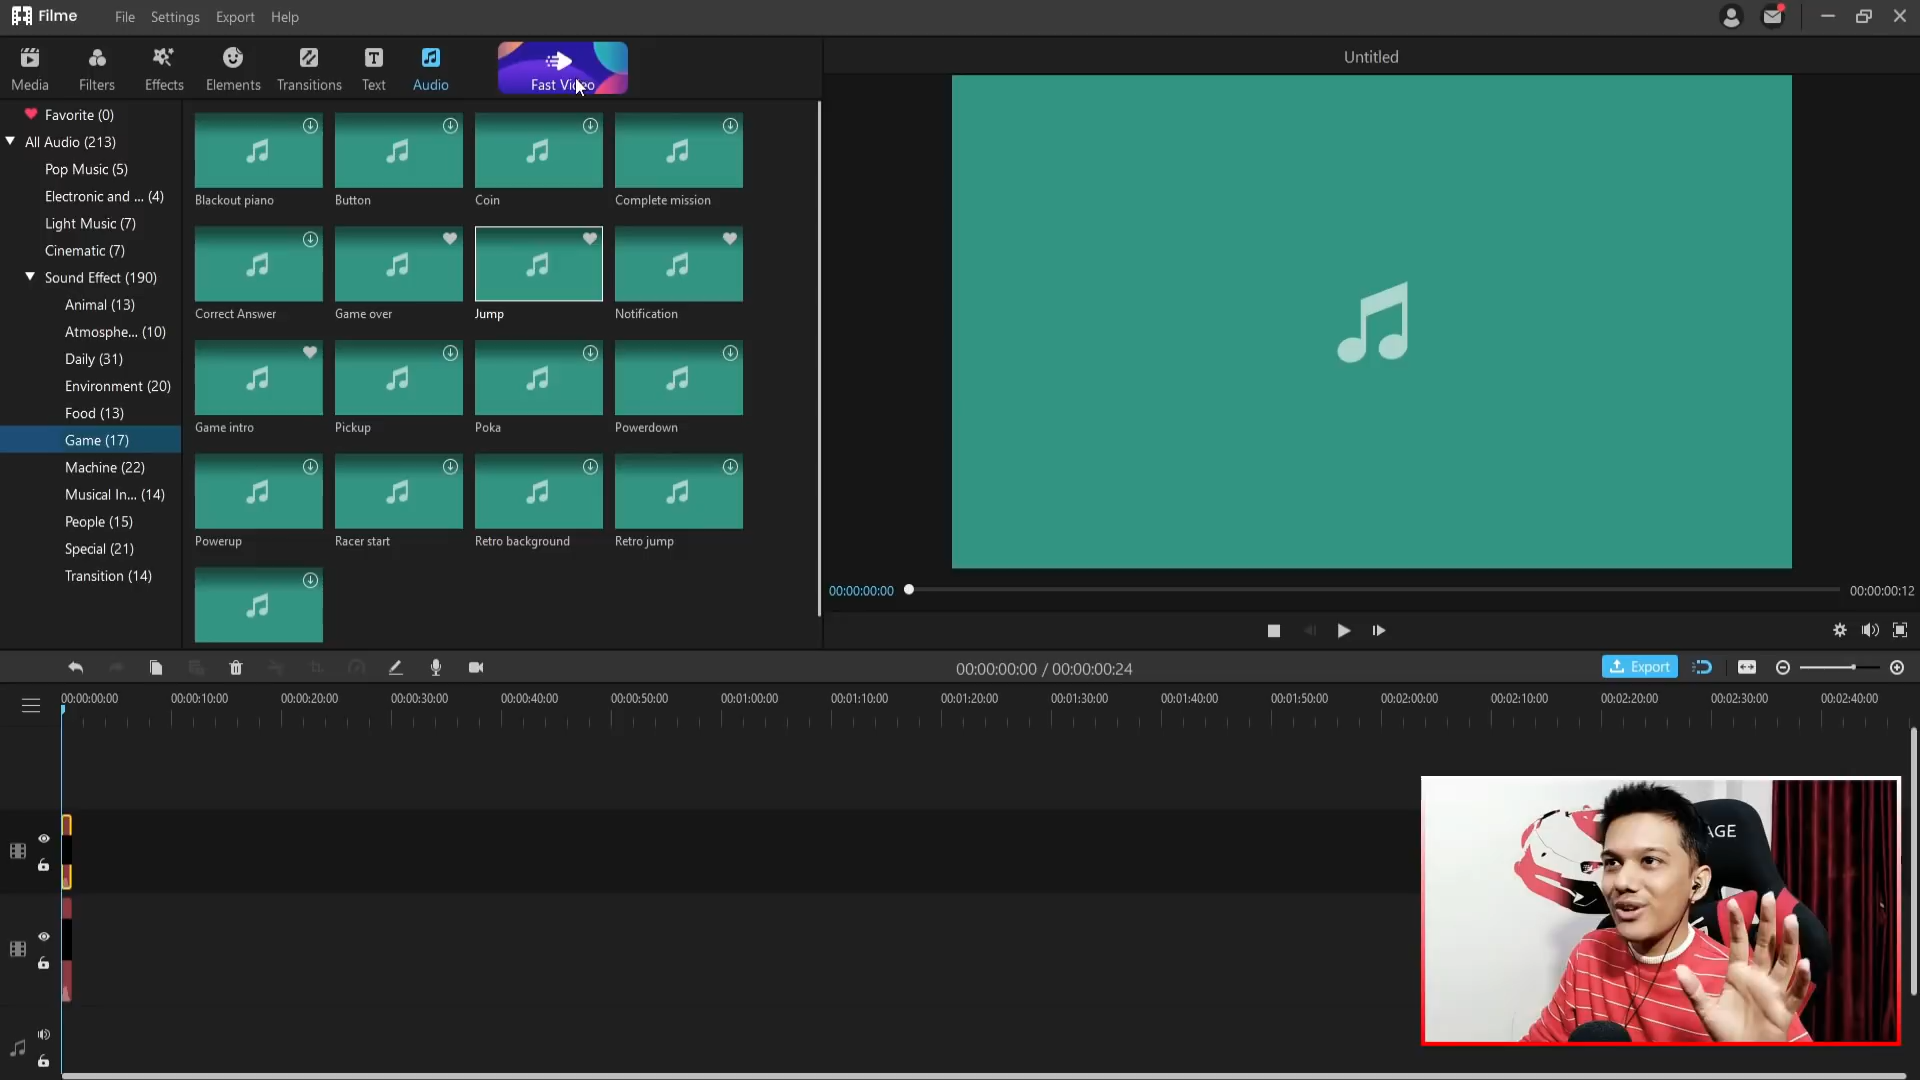 Filme
File Settings Export Help
Media Filters Effects Elements Transitions Text Audio
Fast Video
Untitled
Favorite (0)
All Audio (213)
Pop Music (5)
Electronic and ... (4)
Light Music (7)
Cinematic (7)
Sound Effect (190)
Animal (13)
Atmosphe... (10)
Daily (31)
Environment (20)
Food (13)
Game (17)
Machine (22)
Musical In... (14)
People (15)
Special (21)
Transition (14)
Blackout piano Button Coin Complete mission
Correct Answer Game over Jump Notification
Game intro Pickup Poka Powerdown
Powerup Racer start Retro background Retro jump
00:00:00:00 00:00:00:12
00:00:00:00 / 00:00:00:24
Export
00:00:00:00 00:00:10:00 00:00:20:00 00:00:30:00 00:00:40:00 00:00:50:00 00:01:00:00 00:01:10:00 00:01:20:00 00:01:30:00 00:01:40:00 00:01:50:00 00:02:00:00 00:02:10:00 00:02:20:00 00:02:30:00 00:02:40:00
AGE